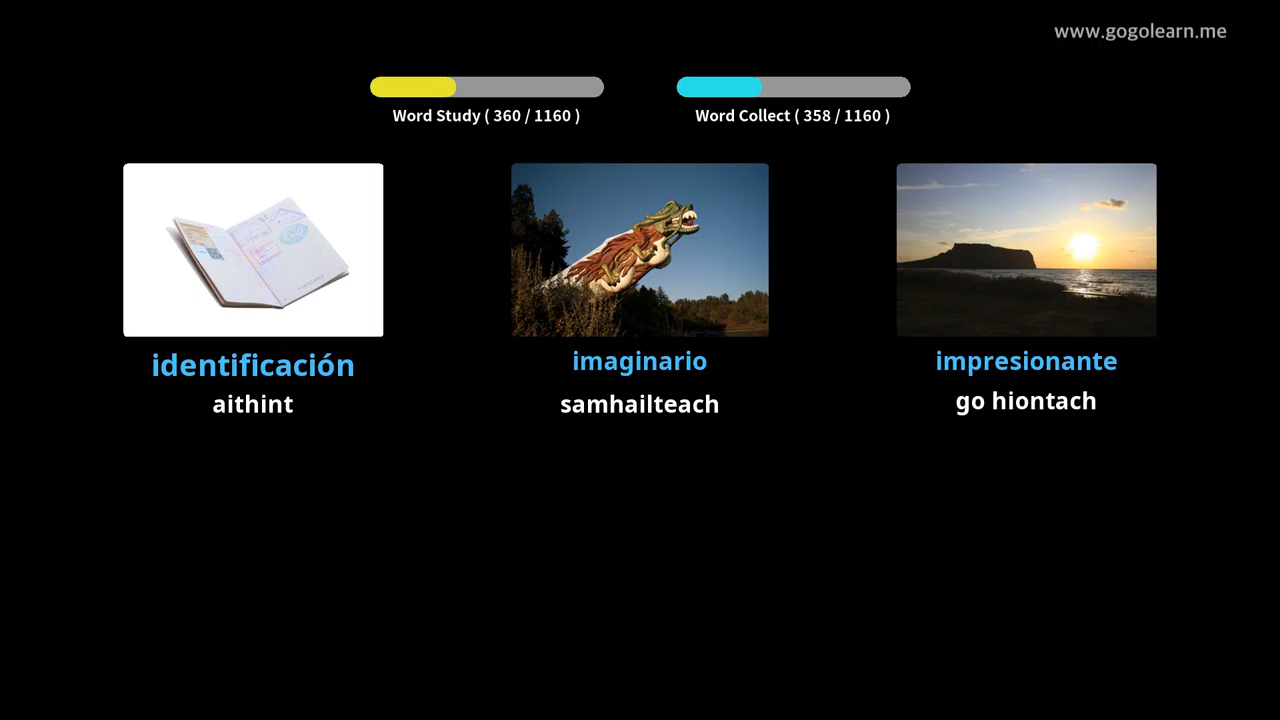 www.gogolearn.me
Word Study ( 360 / 1160 )
Word Collect ( 358 / 1160 )
identificación
aithint
imaginario
samhailteach
impresionante
go hiontach